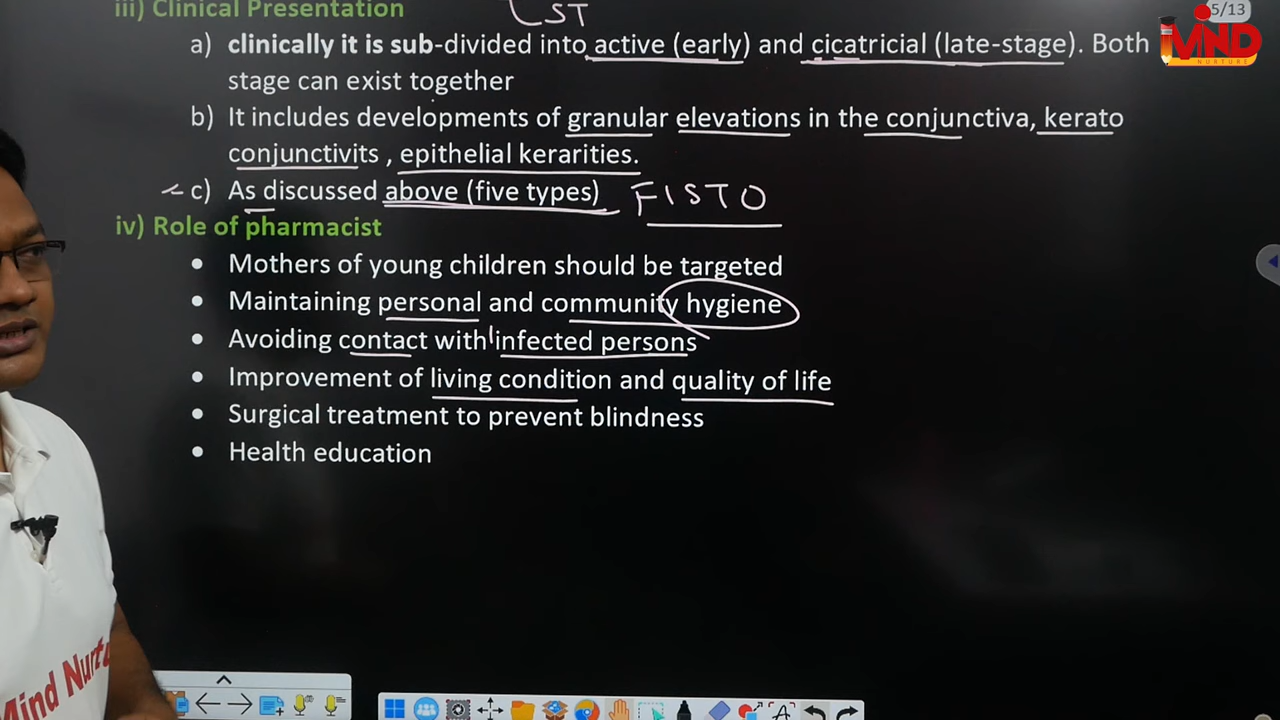 iii) Clinical Presentation
ST
5/13
a) clinically it is sub-divided into active (early) and cicatricial (late-stage). Both
stage can exist together
MIND
NURTURE
b) It includes developments of granular elevations in the conjunctiva, kerato
conjunctivits , epithelial kerarities.
c) As discussed above (five types) FISTO
iv) Role of pharmacist
• Mothers of young children should be targeted
• Maintaining personal and community hygiene
• Avoiding contact with infected persons
• Improvement of living condition and quality of life
• Surgical treatment to prevent blindness
• Health education
Mind Nurtu
A